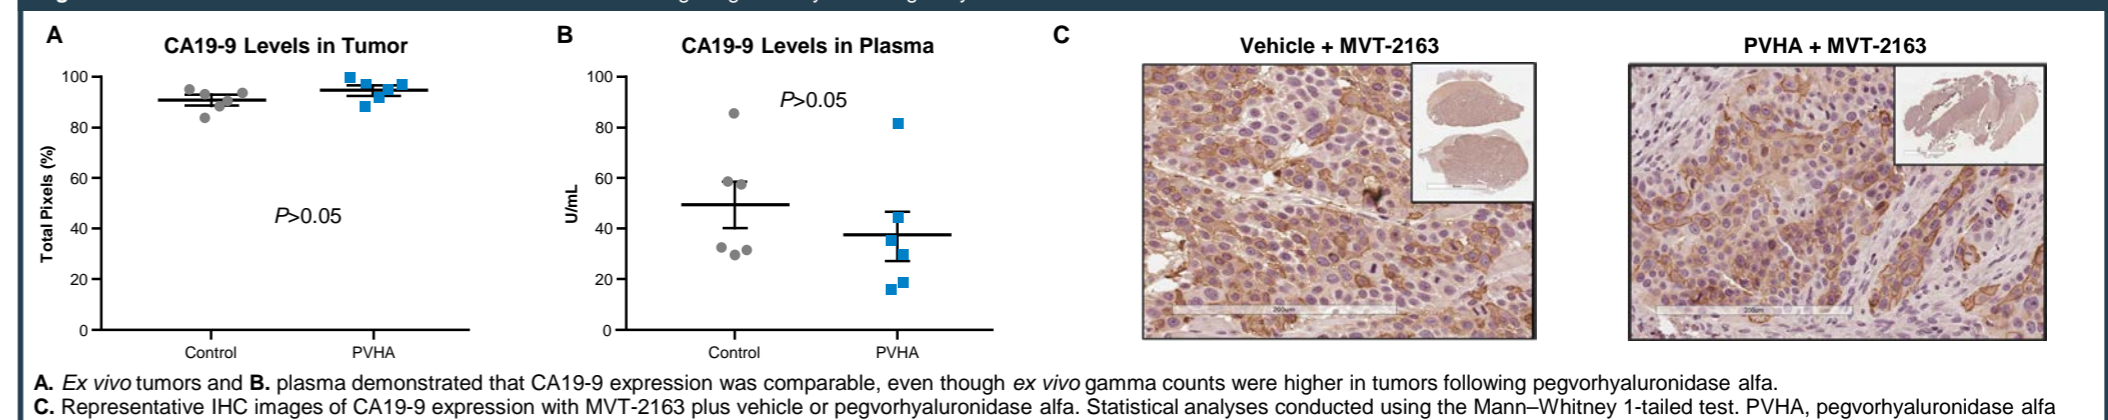 A
CA19-9 Levels in Tumor
Total Pixels (%)
100
80
60
40
20
0
P>0.05
Control
PVHA
B
CA19-9 Levels in Plasma
U/mL
100
80
60
40
20
0
P>0.05
Control
PVHA
C
Vehicle + MVT-2163
200um
PVHA + MVT-2163
200um
A. Ex vivo tumors and B. plasma demonstrated that CA19-9 expression was comparable, even though ex vivo gamma counts were higher in tumors following pegvorhyaluronidase alfa.
C. Representative IHC images of CA19-9 expression with MVT-2163 plus vehicle or pegvorhyaluronidase alfa. Statistical analyses conducted using the Mann–Whitney 1-tailed test. PVHA, pegvorhyaluronidase alfa